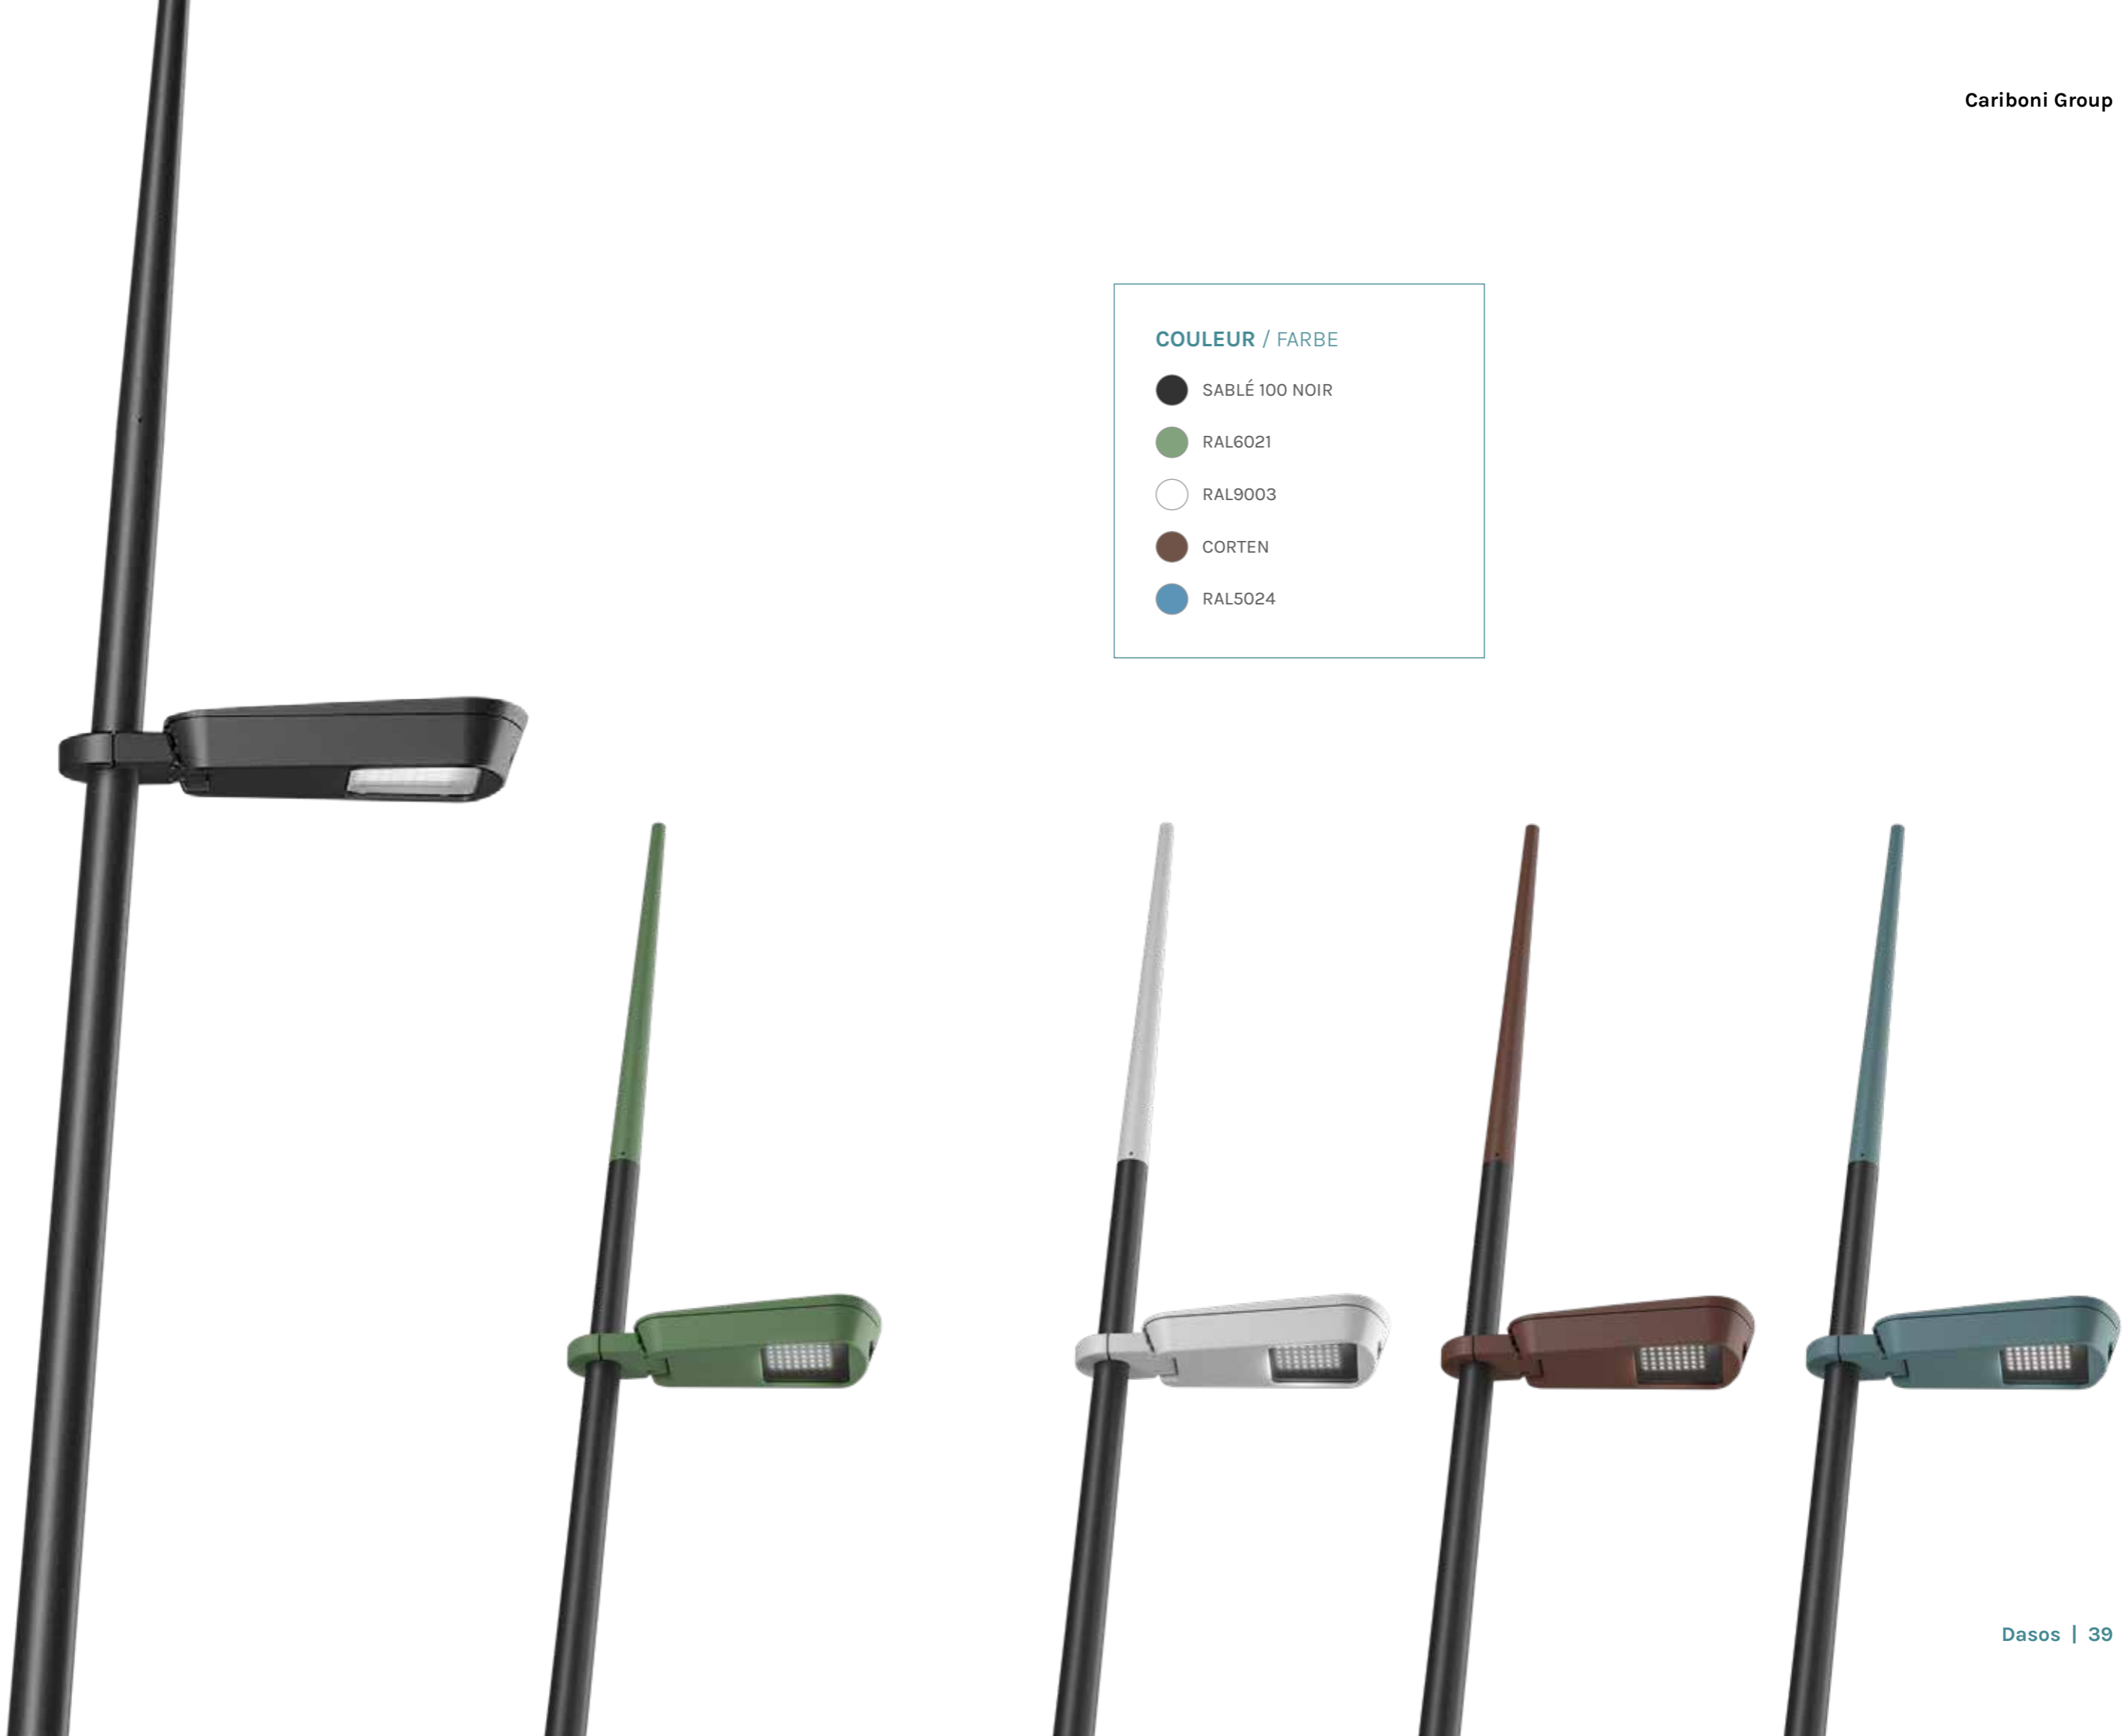 Cariboni Group
COULEUR / FARBE
SABLÉ 100 NOIR
RAL6021
RAL9003
CORTEN
RAL5024
Dasos | 39